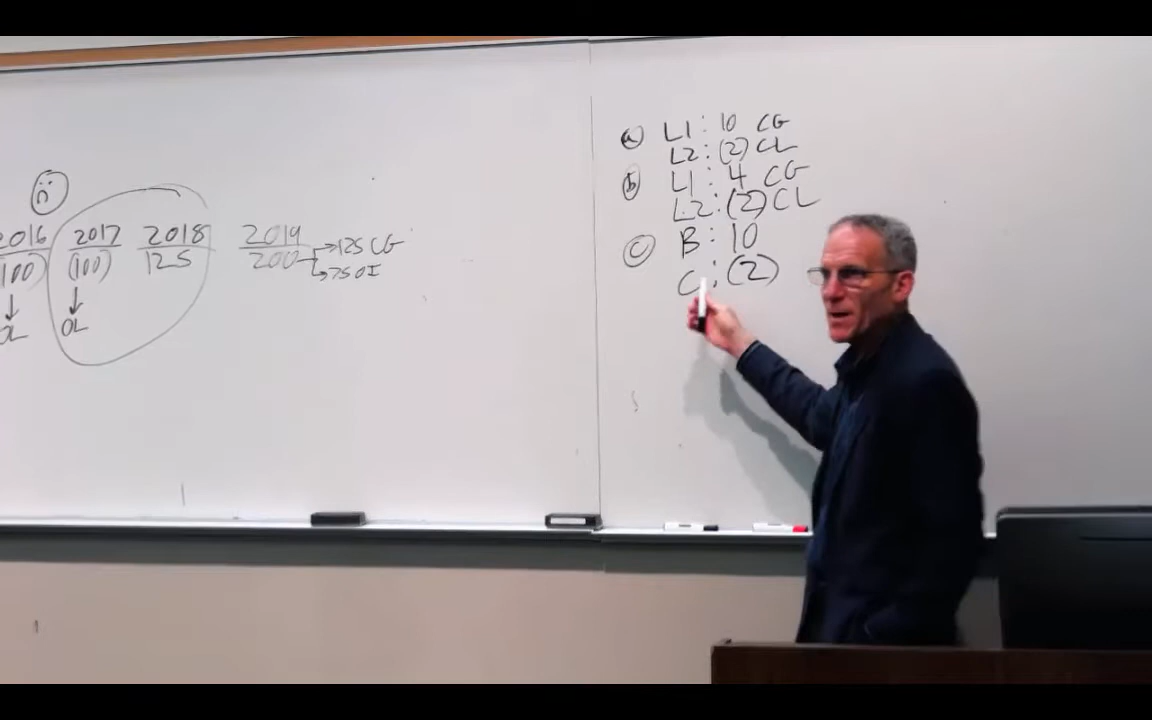 2016 2017 2018 2019
(100) (100) 125 200 → 125 CG
→ 75 OI
OL OL
(a) L1: 10 CG
L2: (2) CL
(b) L1: 4 CG
L2: (2) CL
(c) B: 10
C: (2)